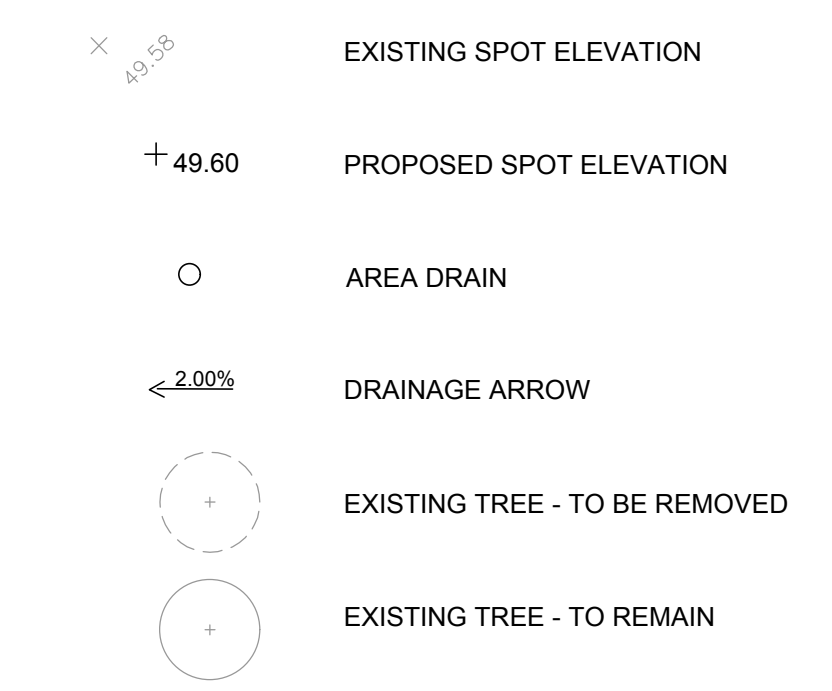 49.58 EXISTING SPOT ELEVATION
49.60 PROPOSED SPOT ELEVATION
AREA DRAIN
2.00% DRAINAGE ARROW
EXISTING TREE - TO BE REMOVED
EXISTING TREE - TO REMAIN